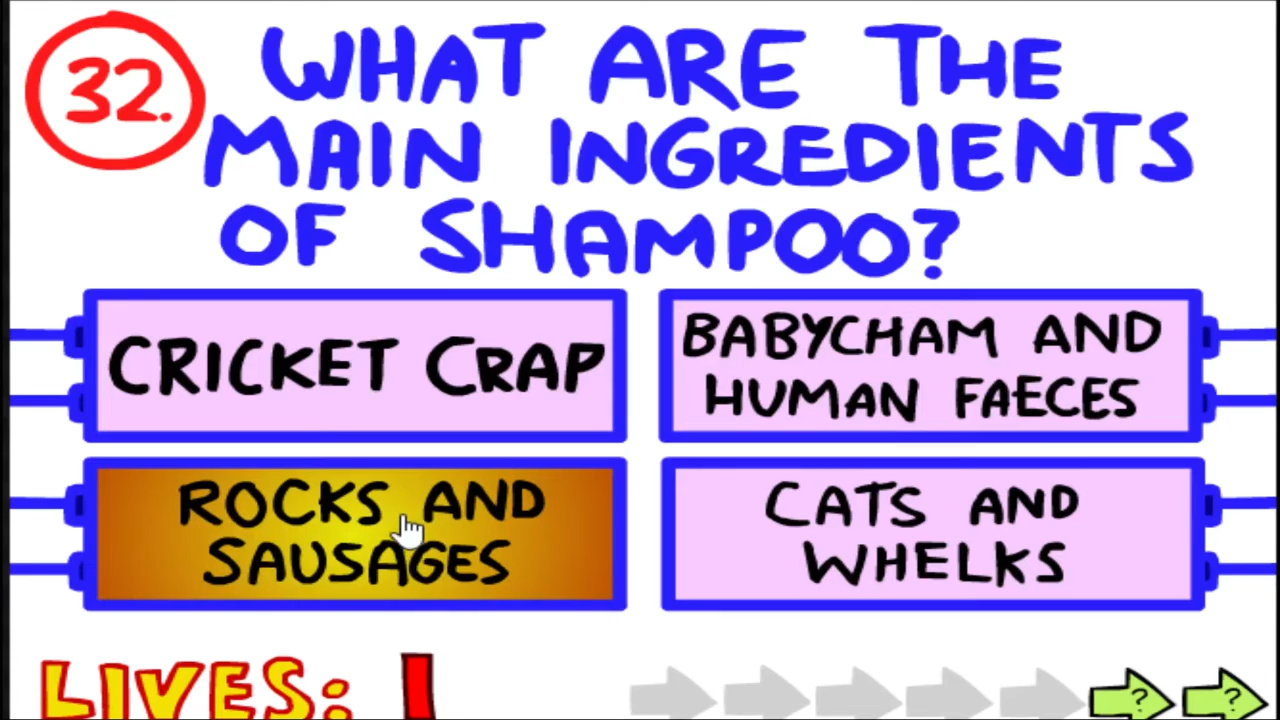 32.
WHAT ARE THE
MAIN INGREDIENTS
OF SHAMPOO?
CRICKET CRAP
BABYCHAM AND
HUMAN FAECES
ROCKS AND
SAUSAGES
CATS AND
WHELKS
LIVES: 1
? ?